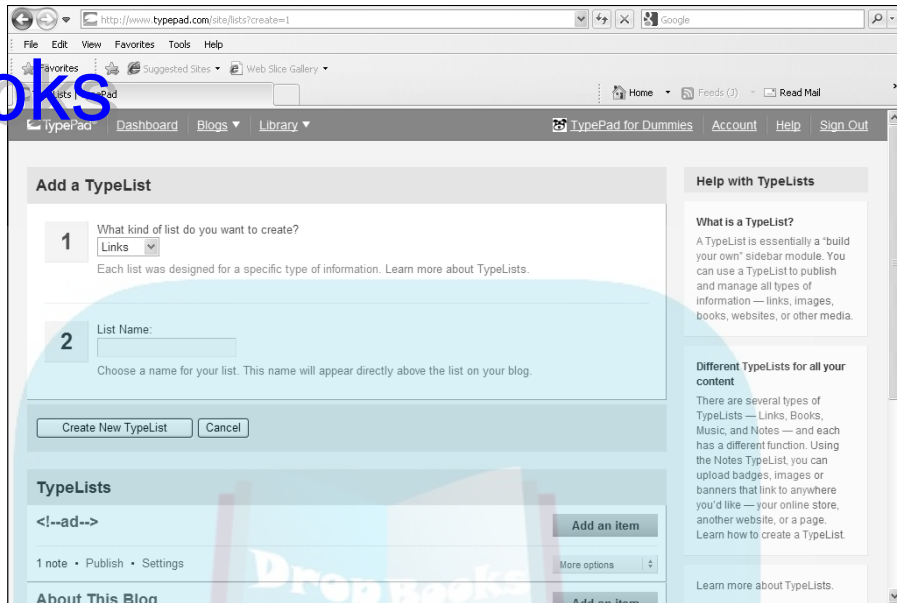 http://www.typepad.com/site/lists?create=1
Google
File Edit View Favorites Tools Help
Favorites Suggested Sites Web Slice Gallery
oks
Home Feeds (J) Read Mail
TypePad Dashboard Blogs Library TypePad for Dummies Account Help Sign Out
Add a TypeList
1
What kind of list do you want to create?
Links
Each list was designed for a specific type of information. Learn more about TypeLists.
2
List Name:
Choose a name for your list. This name will appear directly above the list on your blog.
Create New TypeList Cancel
TypeLists
<!--ad-->
Add an item
1 note • Publish • Settings
More options
About This Blog
Add an item
DropBooks
Help with TypeLists
What is a TypeList?
A TypeList is essentially a "build
your own" sidebar module. You
can use a TypeList to publish
and manage all types of
information — links, images,
books, websites, or other media.
Different TypeLists for all your
content
There are several types of
TypeLists — Links, Books,
Music, and Notes — and each
has a different function. Using
the Notes TypeList, you can
upload badges, images or
banners that link to anywhere
you'd like — your online store,
another website, or a page.
Learn how to create a TypeList.
Learn more about TypeLists.